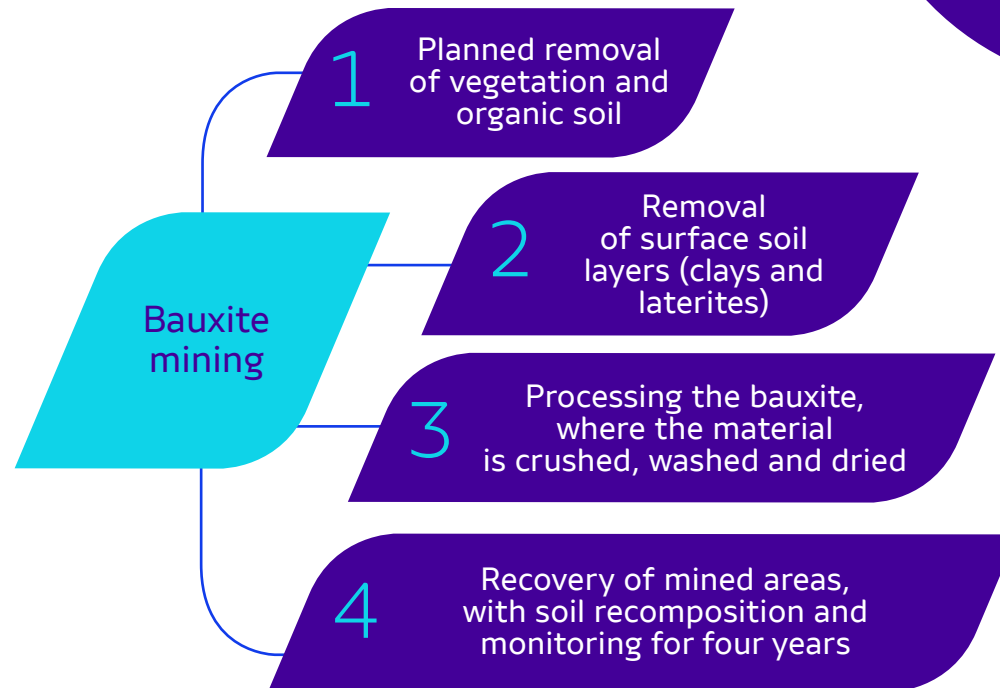 1
Planned removal
of vegetation and
organic soil
2
Removal
of surface soil
layers (clays and
laterites)
Bauxite
mining
3
Processing the bauxite,
where the material
is crushed, washed and dried
4
Recovery of mined areas,
with soil recomposition and
monitoring for four years